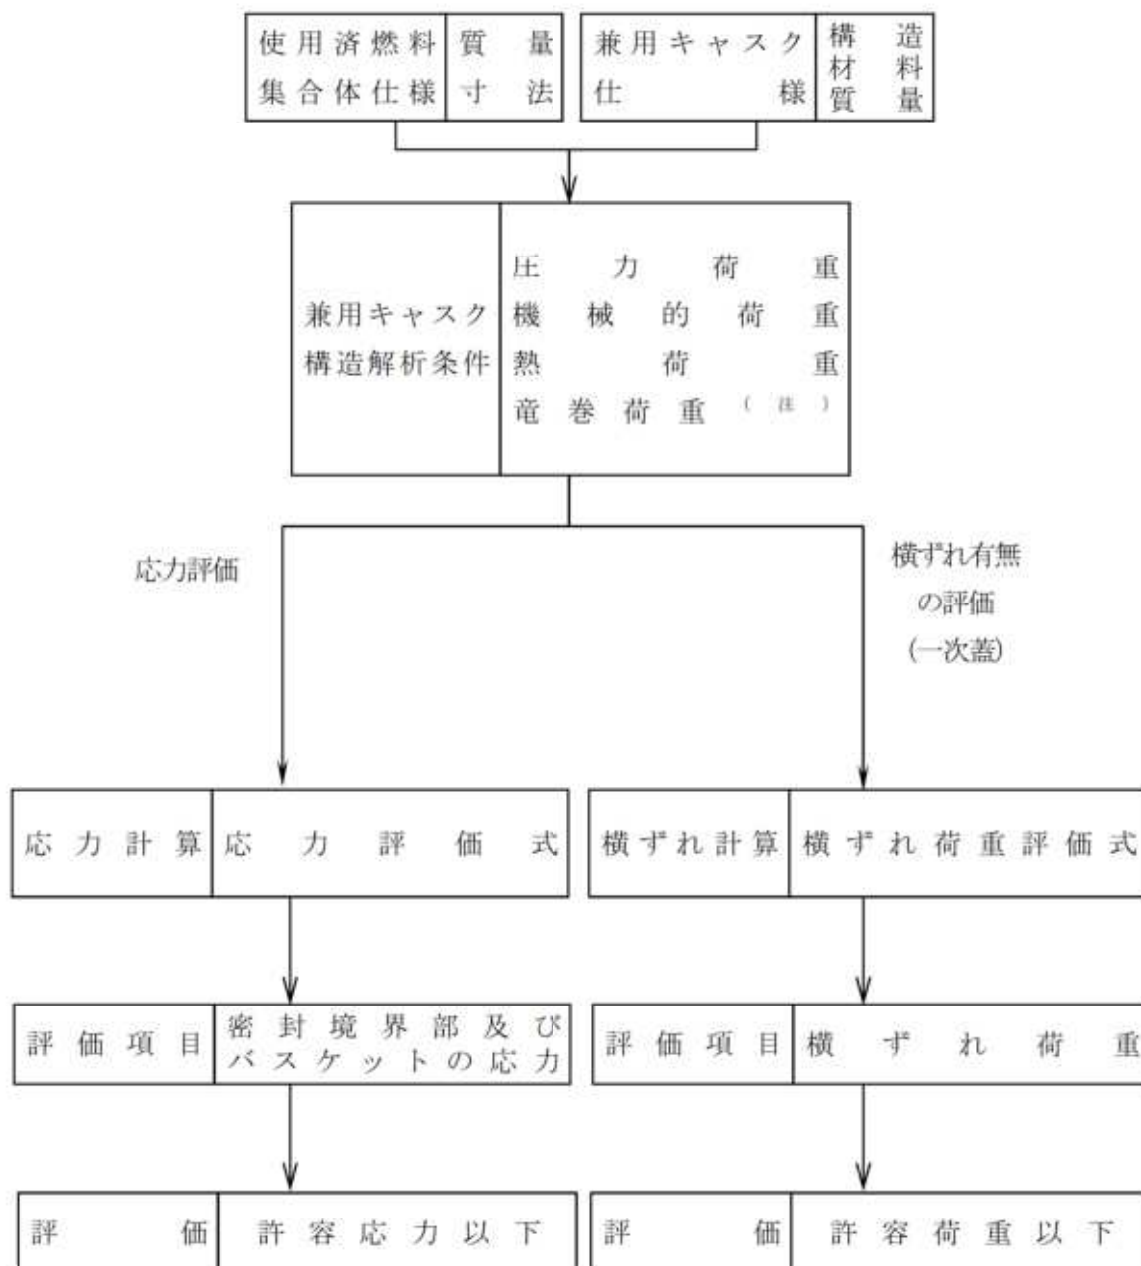 使用済燃料
集合体仕様
質量
寸法
兼用キャスク
仕様
構造
材料
質量
兼用キャスク
構造解析条件
圧力荷重
機械的荷重
熱荷重
竜巻荷重(注)
応力評価
横ずれ有無
の評価
(一次蓋)
応力計算
応力評価式
横ずれ計算
横ずれ荷重評価式
評価項目
密封境界部及び
バスケットの応力
評価項目
横ずれ荷重
評価
許容応力以下
評価
許容荷重以下